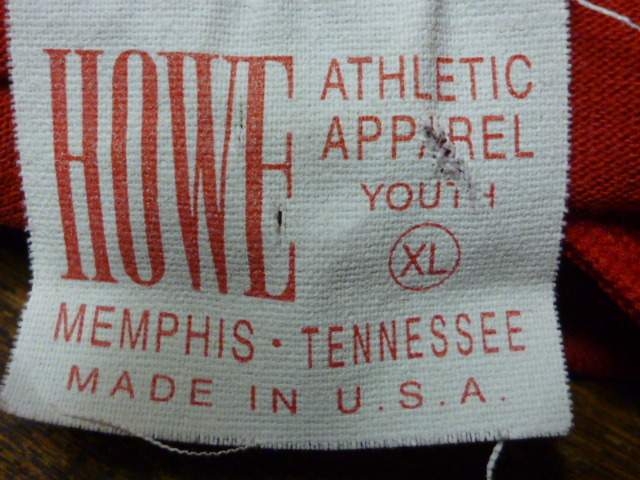 HOWE
ATHLETIC
APPAREL
YOUTH
XL
MEMPHIS · TENNESSEE
MADE IN U.S.A.